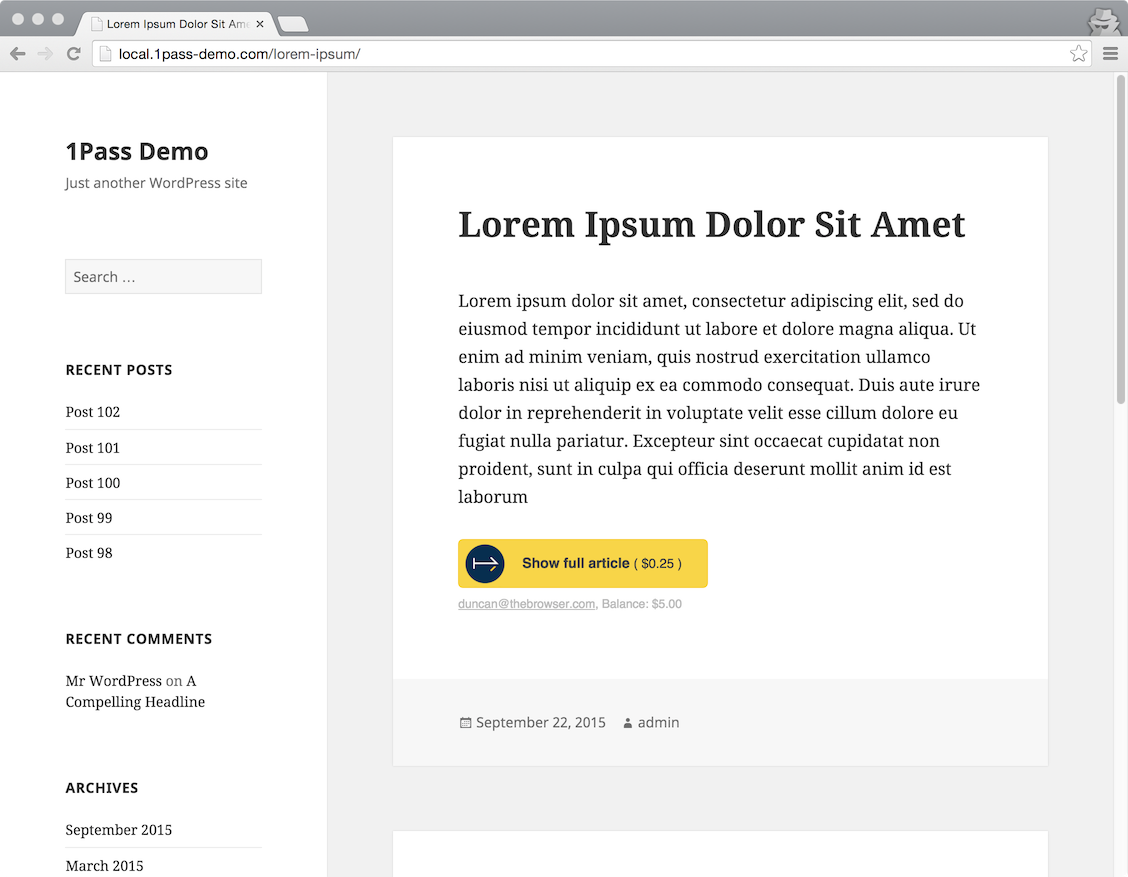 Lorem Ipsum Dolor Sit Am
local.1pass-demo.com/lorem-ipsum/
1Pass Demo
Just another WordPress site
Search …
RECENT POSTS
Post 102
Post 101
Post 100
Post 99
Post 98
RECENT COMMENTS
Mr WordPress on A
Compelling Headline
ARCHIVES
September 2015
March 2015
Lorem Ipsum Dolor Sit Amet
Lorem ipsum dolor sit amet, consectetur adipiscing elit, sed do
eiusmod tempor incididunt ut labore et dolore magna aliqua. Ut
enim ad minim veniam, quis nostrud exercitation ullamco
laboris nisi ut aliquip ex ea commodo consequat. Duis aute irure
dolor in reprehenderit in voluptate velit esse cillum dolore eu
fugiat nulla pariatur. Excepteur sint occaecat cupidatat non
proident, sunt in culpa qui officia deserunt mollit anim id est
laborum
Show full article ( $0.25 )
duncan@thebrowser.com, Balance: $5.00
September 22, 2015 admin